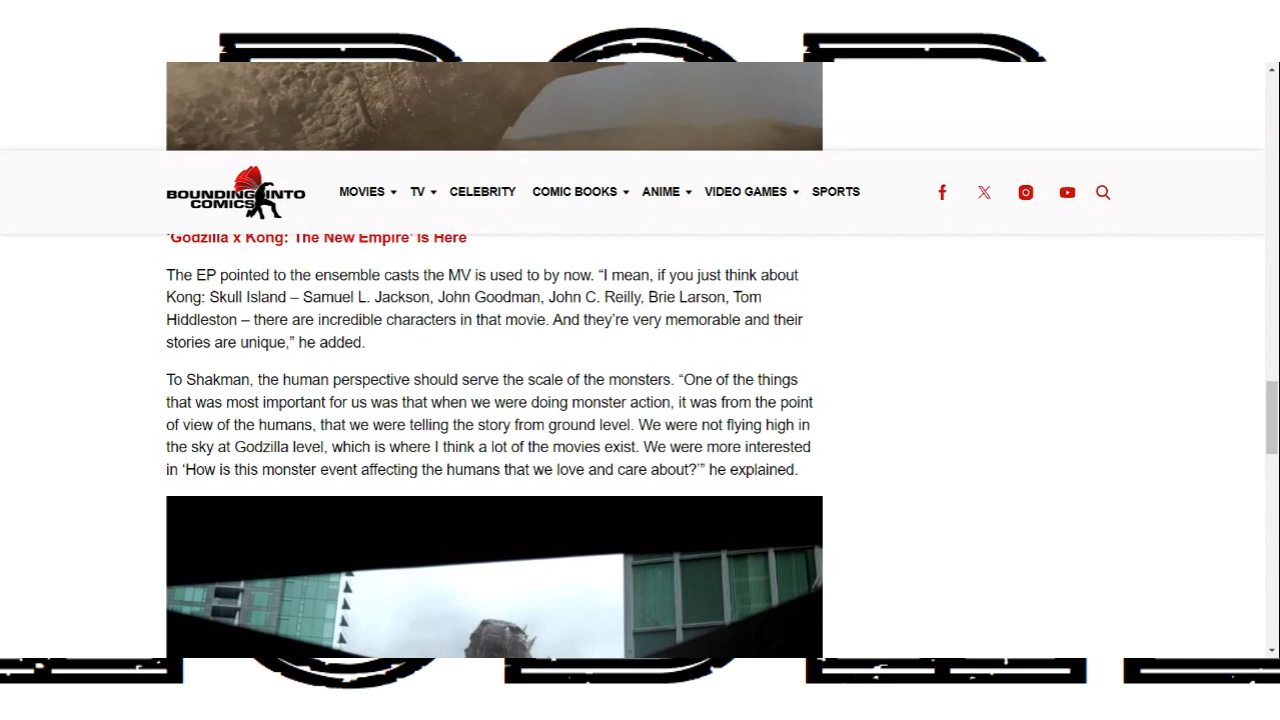 BOUNDING INTO
COMICS
MOVIES TV CELEBRITY COMIC BOOKS ANIME VIDEO GAMES SPORTS
'Godzilla x Kong: The New Empire' Is Here
The EP pointed to the ensemble casts the MV is used to by now. “I mean, if you just think about
Kong: Skull Island – Samuel L. Jackson, John Goodman, John C. Reilly, Brie Larson, Tom
Hiddleston – there are incredible characters in that movie. And they’re very memorable and their
stories are unique,” he added.
To Shakman, the human perspective should serve the scale of the monsters. “One of the things
that was most important for us was that when we were doing monster action, it was from the point
of view of the humans, that we were telling the story from ground level. We were not flying high in
the sky at Godzilla level, which is where I think a lot of the movies exist. We were more interested
in ‘How is this monster event affecting the humans that we love and care about?’” he explained.